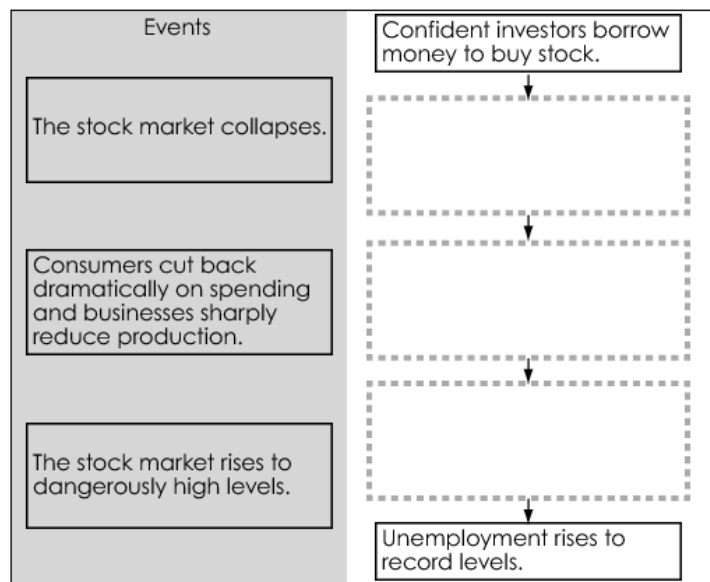 Events
The stock market collapses.
Consumers cut back
dramatically on spending
and businesses sharply
reduce production.
The stock market rises to
dangerously high levels.
Confident investors borrow
money to buy stock.
Unemployment rises to
record levels.